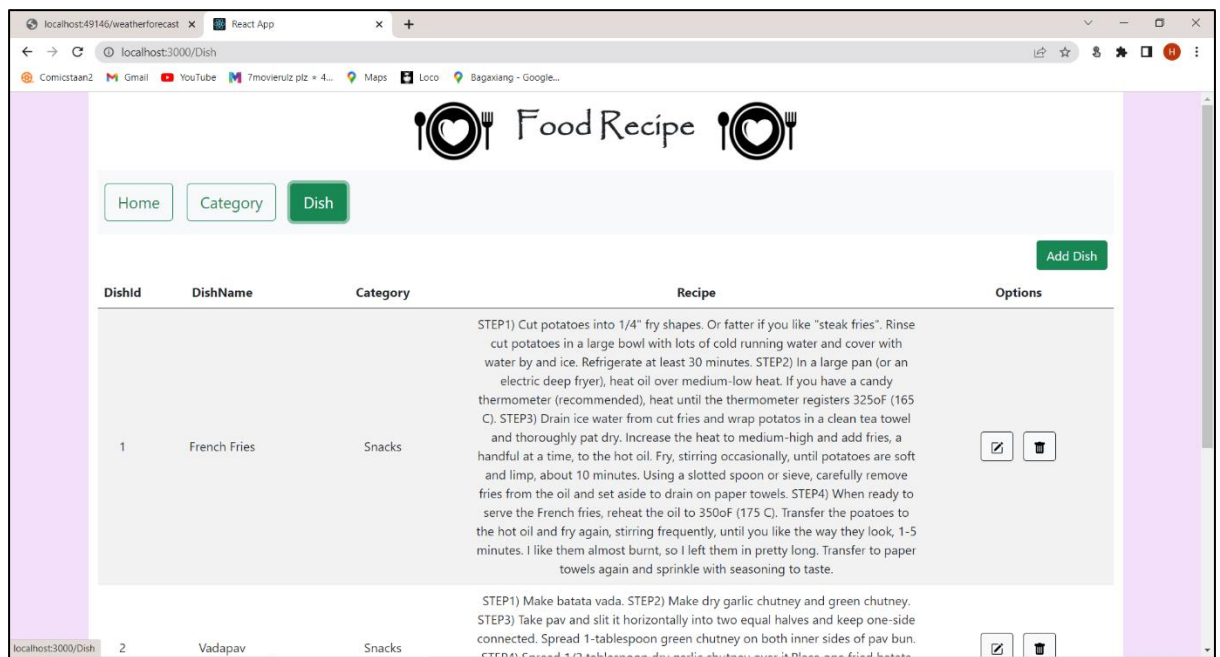 localhost:49146/weatherforecast
React App
localhost:3000/Dish
H
Comicstaan2 Gmail YouTube 7movierulz plz ∘ 4... Maps Loco Bagaxiang - Google...
Food Recipe
Home Category Dish
Add Dish
DishId DishName Category Recipe Options
STEP1) Cut potatoes into 1/4" fry shapes. Or fatter if you like "steak fries". Rinse
cut potatoes in a large bowl with lots of cold running water and cover with
water by and ice. Refrigerate at least 30 minutes. STEP2) In a large pan (or an
electric deep fryer), heat oil over medium-low heat. If you have a candy
thermometer (recommended), heat until the thermometer registers 325oF (165
C). STEP3) Drain ice water from cut fries and wrap potatos in a clean tea towel
and thoroughly pat dry. Increase the heat to medium-high and add fries, a
1 French Fries Snacks handful at a time, to the hot oil. Fry, stirring occasionally, until potatoes are soft
and limp, about 10 minutes. Using a slotted spoon or sieve, carefully remove
fries from the oil and set aside to drain on paper towels. STEP4) When ready to
serve the French fries, reheat the oil to 350oF (175 C). Transfer the poatoes to
the hot oil and fry again, stirring frequently, until you like the way they look, 1-5
minutes. I like them almost burnt, so I left them in pretty long. Transfer to paper
towels again and sprinkle with seasoning to taste.
STEP1) Make batata vada. STEP2) Make dry garlic chutney and green chutney.
STEP3) Take pav and slit it horizontally into two equal halves and keep one-side
connected. Spread 1-tablespoon green chutney on both inner sides of pav bun.
2 Vadapav Snacks
STEP4) Spread 1/2 tablespoon dry garlic chutney over it Place one fried batata
localhost:3000/Dish